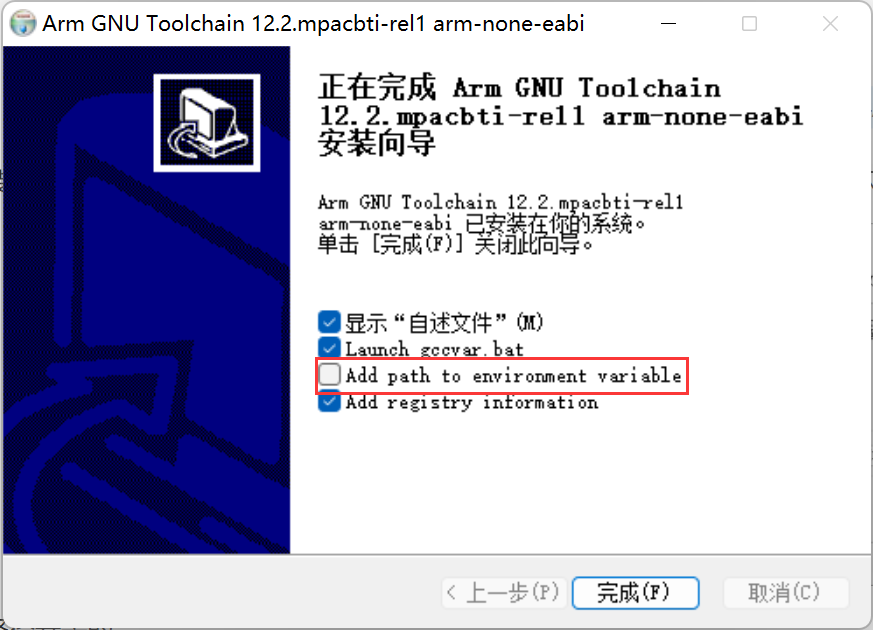 Arm GNU Toolchain 12.2.mpacbti-rel1 arm-none-eabi
正在完成 Arm GNU Toolchain
12.2.mpacbti-rel1 arm-none-eabi
安装向导
Arm GNU Toolchain 12.2.mpacbti-rel1
arm-none-eabi 已安装在你的系统。
单击 [完成(F)] 关闭此向导。
显示“自述文件”(M)
Launch gccvar.bat
Add path to environment variable
Add registry information
< 上一步(P)
完成(F)
取消(C)